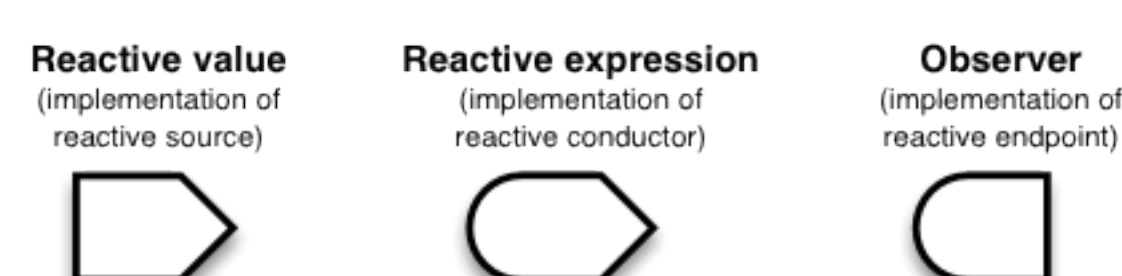 Reactive value
(implementation of
reactive source)
Reactive expression
(implementation of
reactive conductor)
Observer
(implementation of
reactive endpoint)